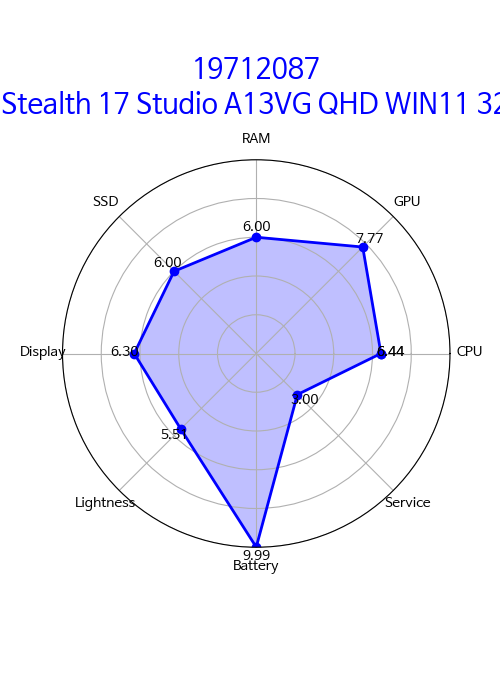 19712087
Stealth 17 Studio A13VG QHD WIN11 32
RAM
SSD
GPU
6.00
7.77
6.00
Display
6.30
6.44
CPU
5.51
3.00
Lightness
Service
9.99
Battery